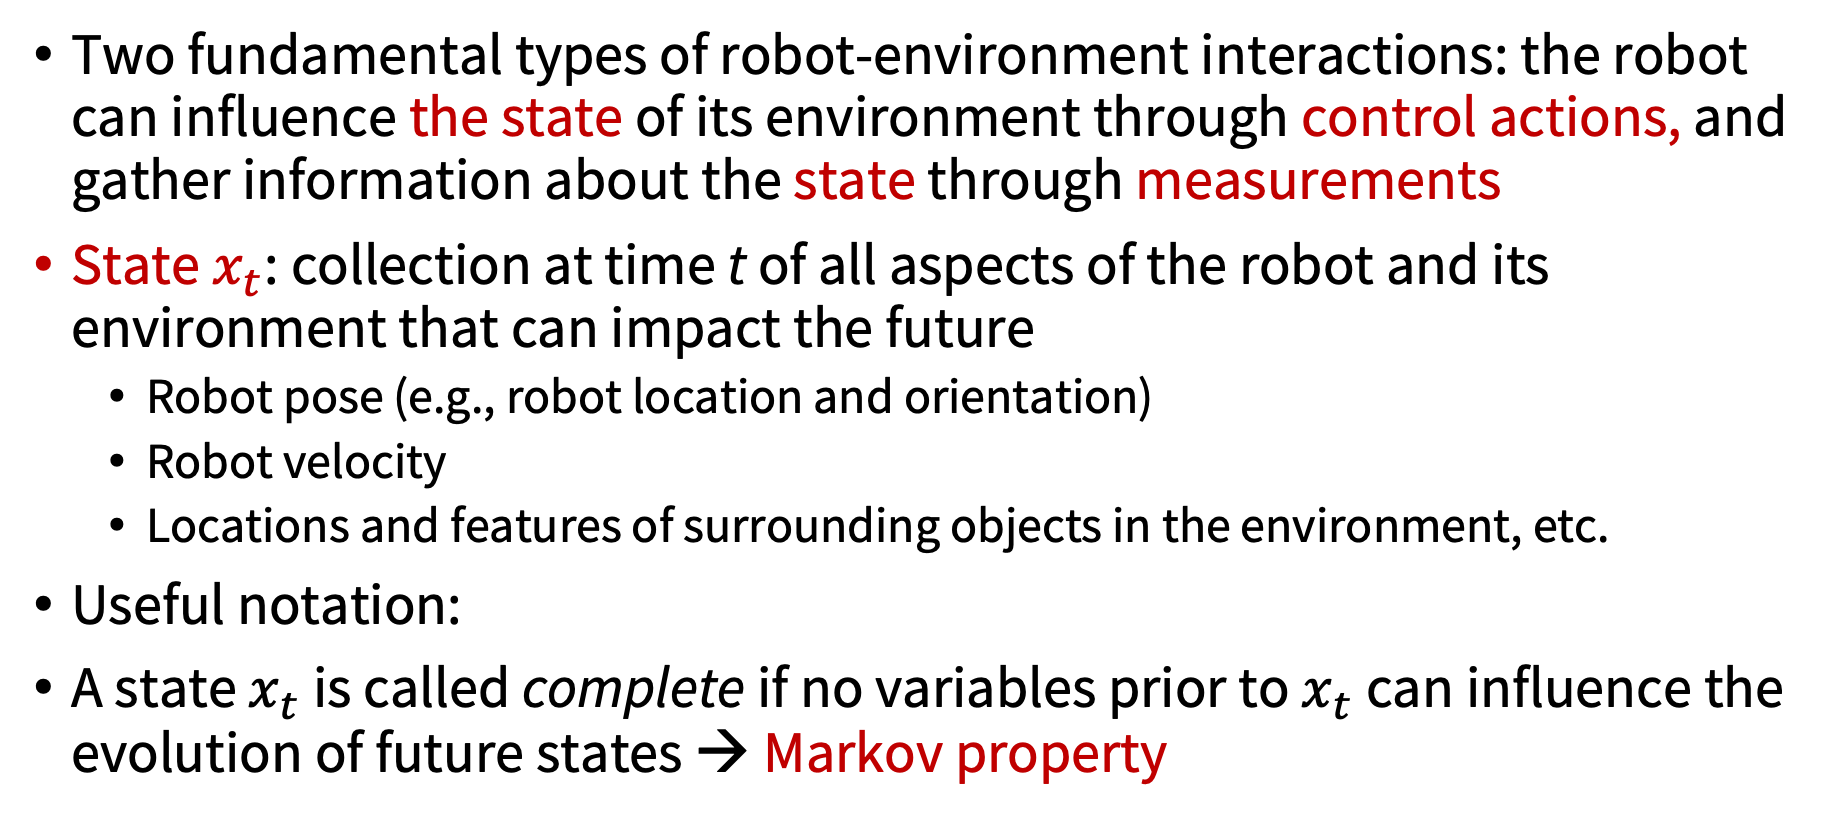 • Two fundamental types of robot-environment interactions: the robot
can influence the state of its environment through control actions, and
gather information about the state through measurements
• State xₜ: collection at time t of all aspects of the robot and its
environment that can impact the future
• Robot pose (e.g., robot location and orientation)
• Robot velocity
• Locations and features of surrounding objects in the environment, etc.
• Useful notation:
• A state xₜ is called complete if no variables prior to xₜ can influence the
evolution of future states → Markov property